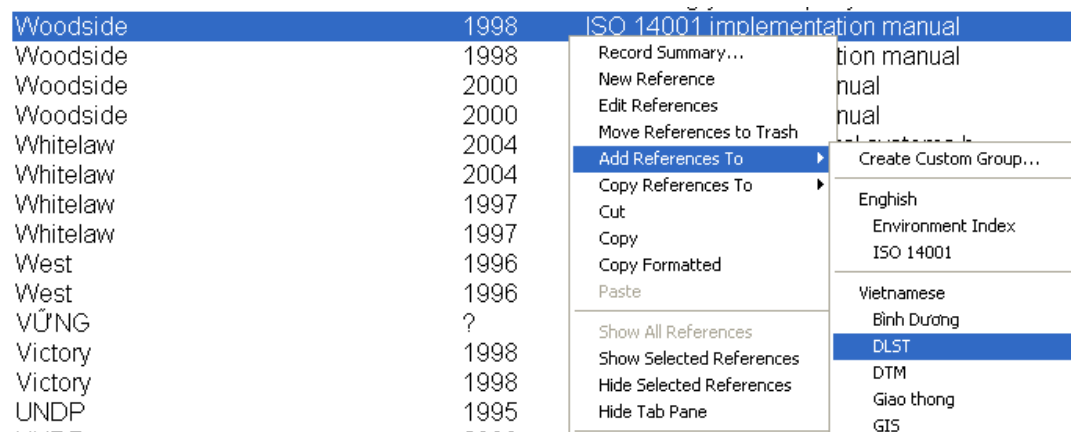 Woodside 1998 ISO 14001 implementation manual
Woodside 1998 tion manual
Woodside 2000 nual
Woodside 2000 nual
Whitelaw 2004
Whitelaw 2004
Whitelaw 1997
Whitelaw 1997
West 1996
West 1996
VỮNG ?
Victory 1998
Victory 1998
UNDP 1995
Record Summary...
New Reference
Edit References
Move References to Trash
Add References To
Copy References To
Cut
Copy
Copy Formatted
Paste
Show All References
Show Selected References
Hide Selected References
Hide Tab Pane
Create Custom Group...
Enghish
Environment Index
ISO 14001
Vietnamese
Bình Dương
DLST
DTM
Giao thong
GIS